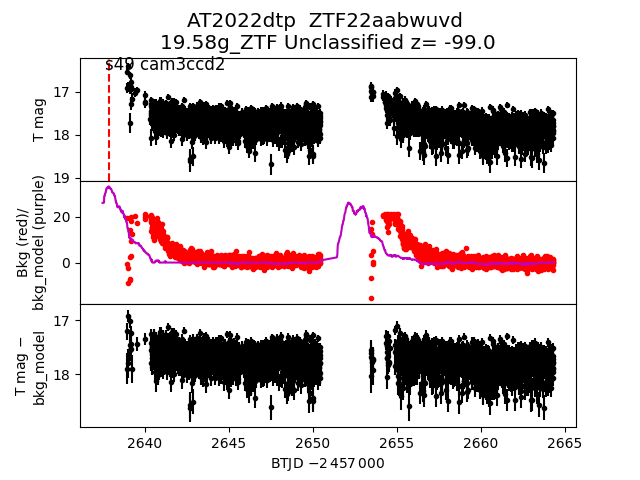 AT2022dtp  ZTF22aabwuvd
19.58g_ZTF Unclassified z= -99.0
s49 cam3ccd2
T mag
17
18
19
Bkg (red)/
bkg_model (purple)
20
0
T mag −
bkg_model
17
18
2640 2645 2650 2655 2660 2665
BTJD −2 457 000